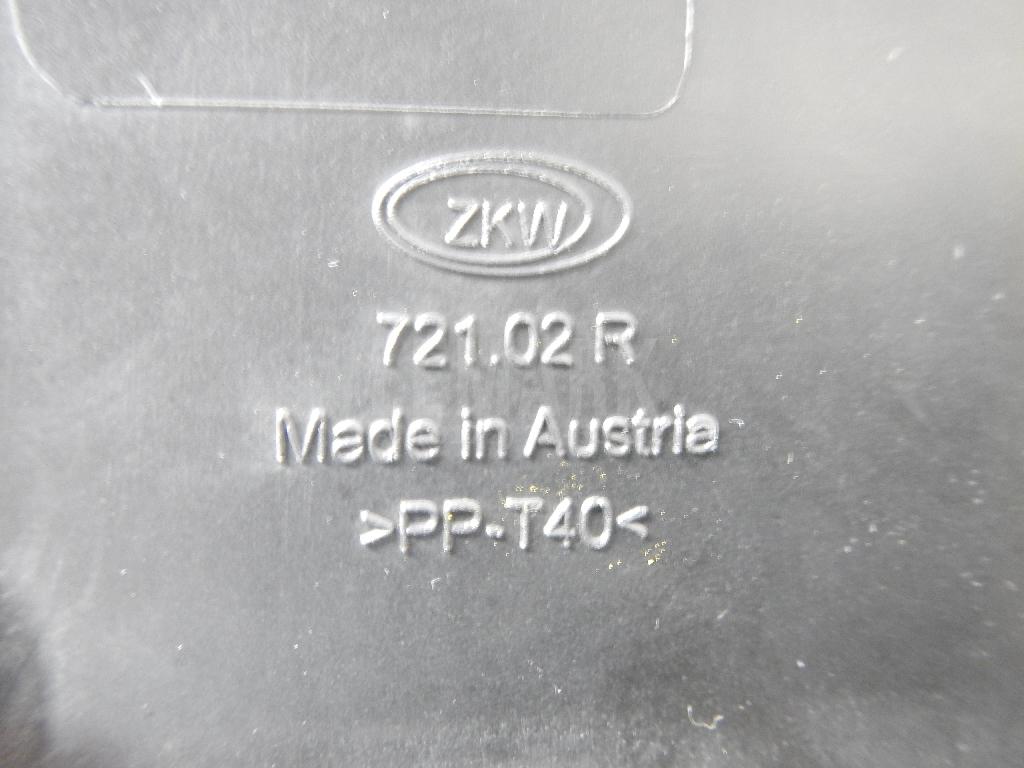 ZKW
721.02 R
Made in Austria
>PP-T40<